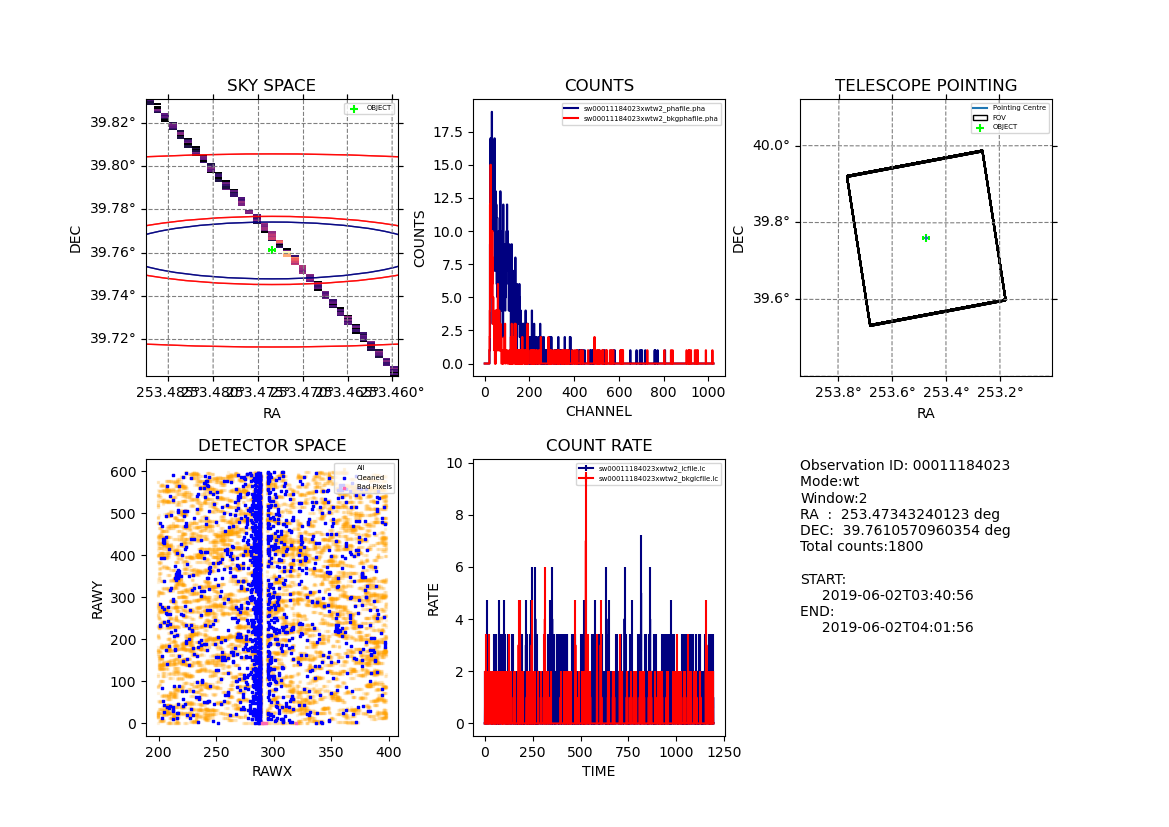 SKY SPACE
OBJECT
39.82°
39.80°
39.78°
39.76°
39.74°
39.72°
DEC
253.460°
RA
COUNTS
sw00011184023xwtw2_phafile.pha
sw00011184023xwtw2_bkgphafile.pha
17.5
15.0
12.5
10.0
7.5
5.0
2.5
0.0
COUNTS
0 200 400 600 800 1000
CHANNEL
TELESCOPE POINTING
Pointing Centre
FOV
OBJECT
40.0°
39.8°
39.6°
DEC
253.8° 253.6° 253.4° 253.2°
RA
DETECTOR SPACE
All
Cleaned
Bad Pixels
600
500
400
300
200
100
0
RAWY
200 250 300 350 400
RAWX
COUNT RATE
sw00011184023xwtw2_lcfile.lc
sw00011184023xwtw2_bkglcfile.lc
10
8
6
4
2
0
RATE
0 250 500 750 1000 1250
TIME
Observation ID: 00011184023
Mode:wt
Window:2
RA : 253.47343240123 deg
DEC: 39.7610570960354 deg
Total counts:1800
START:
2019-06-02T03:40:56
END:
2019-06-02T04:01:56